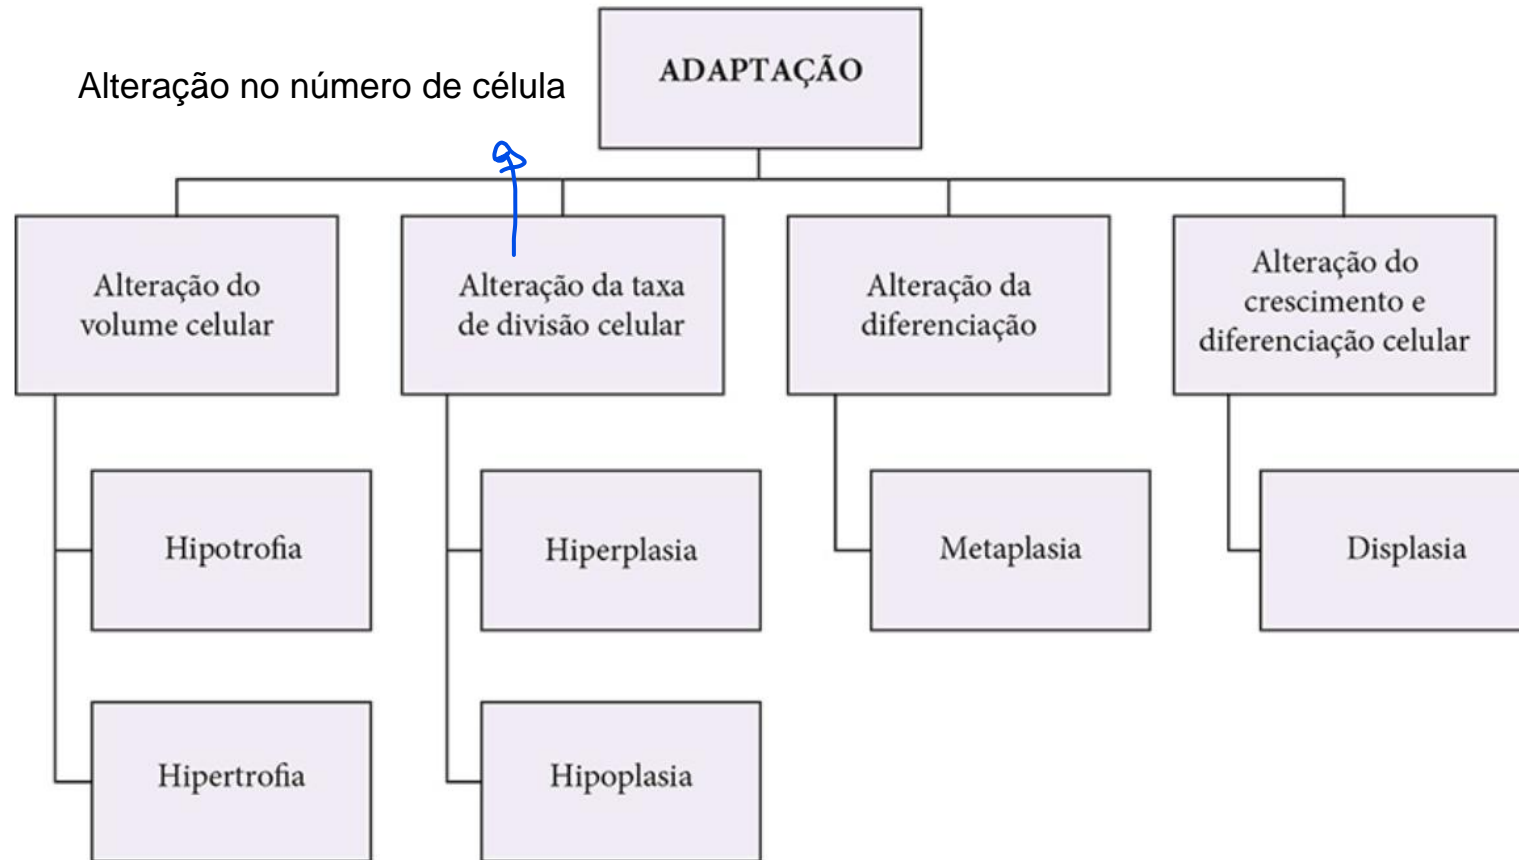 ADAPTAÇÃO
Alteração no número de célula
Alteração do
volume celular
Alteração da taxa
de divisão celular
Alteração da
diferenciação
Alteração do
crescimento e
diferenciação celular
Hipotrofia
Hiperplasia
Metaplasia
Displasia
Hipertrofia
Hipoplasia